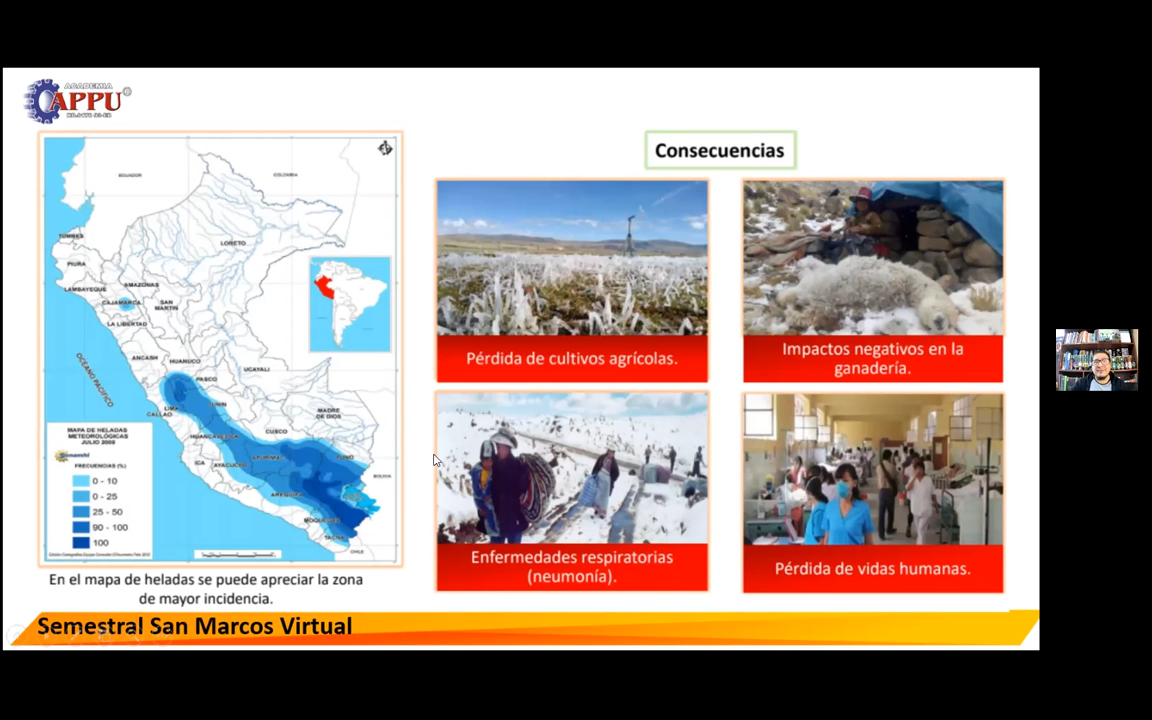 ACADEMIA
APPU
®
ECUADOR
COLOMBIA
TUMBES
LORETO
PIURA
AMAZONAS
LAMBAYEQUE
CAJAMARCA
SAN
MARTIN
LA LIBERTAD
ANCASH
HUANUCO
UCAYALI
PASCO
OCEANO PACIFICO
LIMA
CALLAO
JUNIN
MADRE
DE DIOS
CUSCO
HUANCAVELICA
ICA
AYACUCHO
APURIMAC
PUNO
BOLIVIA
AREQUIPA
MOQUEGUA
TACNA
CHILE
MAPA DE HELADAS
METEOROLÓGICAS
JULIO 2009
Senamhi
FRECUENCIAS (%)
0 - 10
0 - 25
25 - 50
90 - 100
100
En el mapa de heladas se puede apreciar la zona
de mayor incidencia.
Consecuencias
Pérdida de cultivos agrícolas.
Impactos negativos en la
ganadería.
Enfermedades respiratorias
(neumonía).
Pérdida de vidas humanas.
Semestral San Marcos Virtual